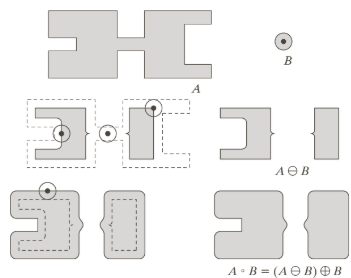 A
B
A ⊖ B
A ∘ B = (A ⊖ B) ⊕ B